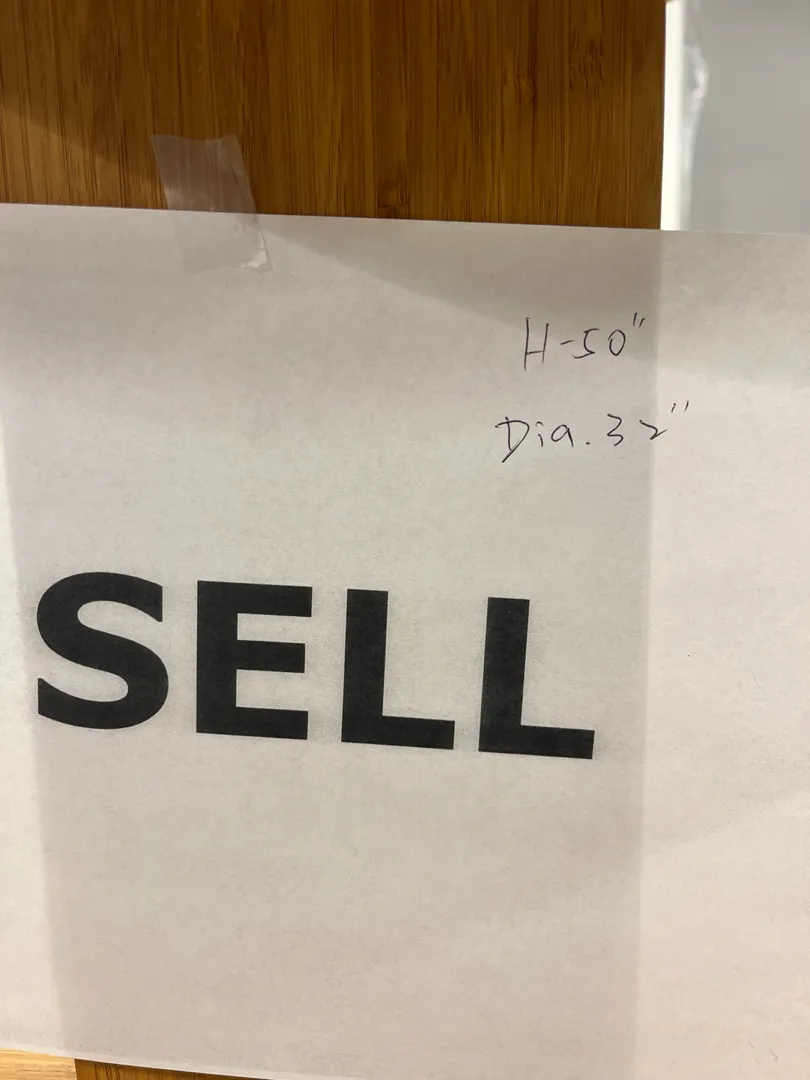 H-50"
Dia. 32"
SELL